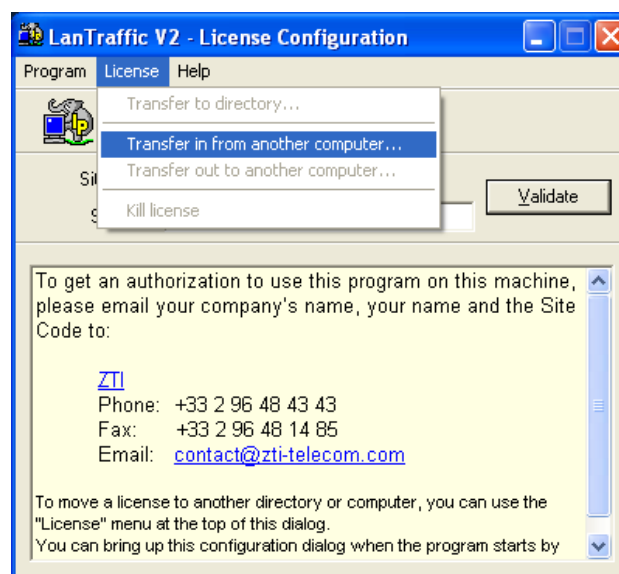 LanTraffic V2 - License Configuration
Program License Help
Transfer to directory...
Transfer in from another computer...
Transfer out to another computer...
Kill license
Validate
To get an authorization to use this program on this machine,
please email your company's name, your name and the Site
Code to:
ZTI
Phone: +33 2 96 48 43 43
Fax: +33 2 96 48 14 85
Email: contact@zti-telecom.com
To move a license to another directory or computer, you can use the
"License" menu at the top of this dialog.
You can bring up this configuration dialog when the program starts by